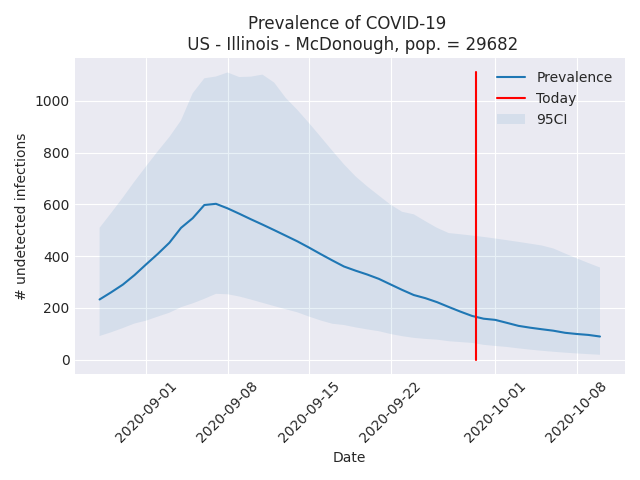 Prevalence of COVID-19
US - Illinois - McDonough, pop. = 29682
# undetected infections
1000
800
600
400
200
0
Prevalence
Today
95CI
2020-09-01
2020-09-08
2020-09-15
2020-09-22
2020-10-01
2020-10-08
Date